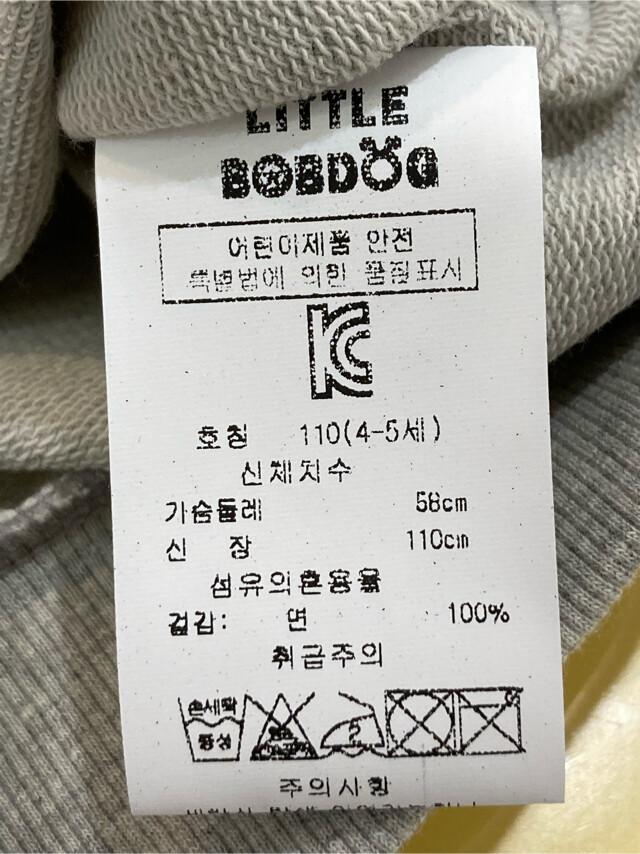 LITTLE
BOBDOG
어린이제품 안전
특별법에 의한 품질표시
KC
호칭 110(4-5세)
신체치수
가슴둘레 58cm
신 장 110cm
섬유의혼용율
겉감: 면 100%
취급주의
손세탁
중성
주의사항